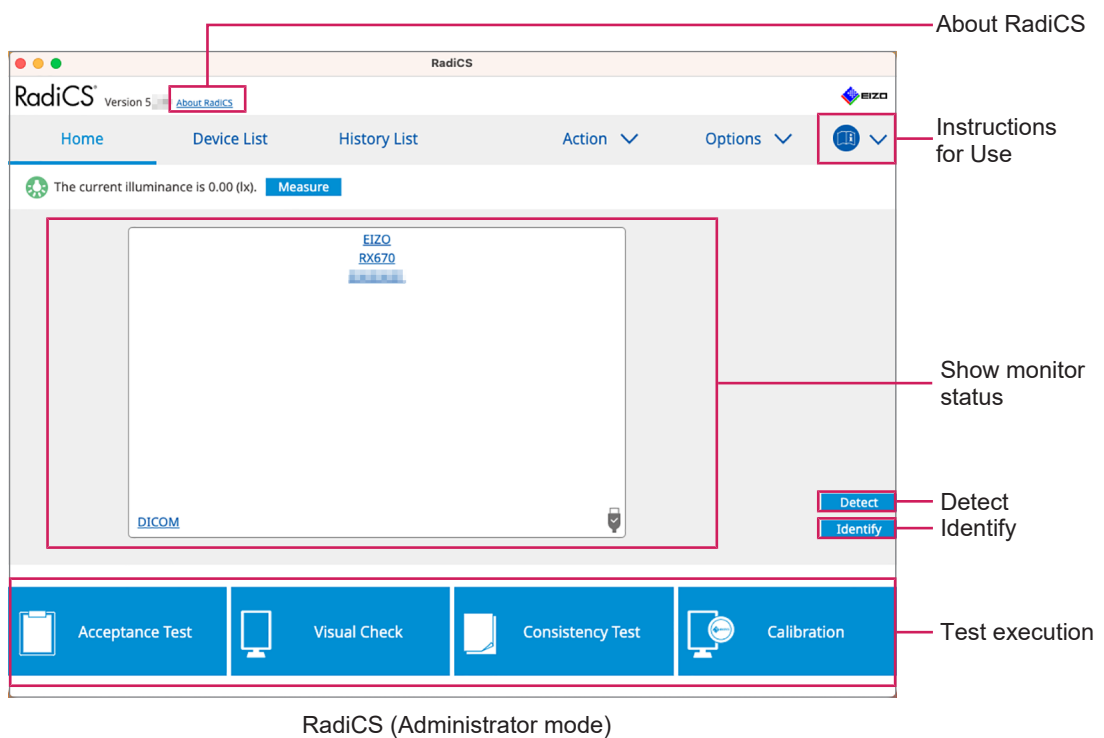 About RadiCS
RadiCS
RadiCS® Version 5. About RadiCS
EIZO
Home Device List History List Action Options
Instructions
for Use
The current illuminance is 0.00 (lx). Measure
EIZO
RX670
Show monitor
status
DICOM
Detect
Detect
Identify
Identify
Acceptance Test Visual Check Consistency Test Calibration
Test execution
RadiCS (Administrator mode)